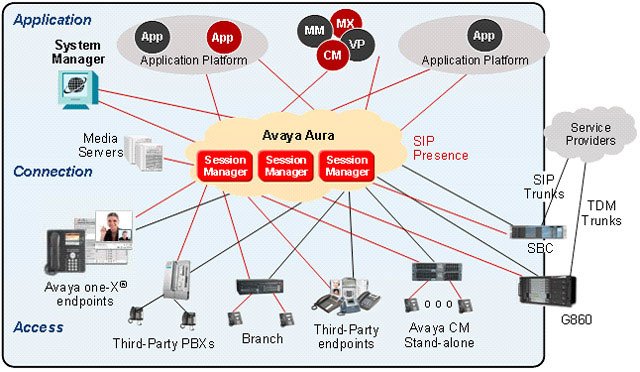 Application
App
App
Application Platform
MM
MX
VP
CM
App
Application Platform
System
Manager
Media
Servers
Avaya Aura
Session
Manager
Session
Manager
Session
Manager
SIP
Presence
Service
Providers
Connection
SIP
Trunks
TDM
Trunks
SBC
G860
Avaya one-X®
endpoints
Third-Party PBXs
Branch
Third-Party
endpoints
Avaya CM
Stand-alone
Access